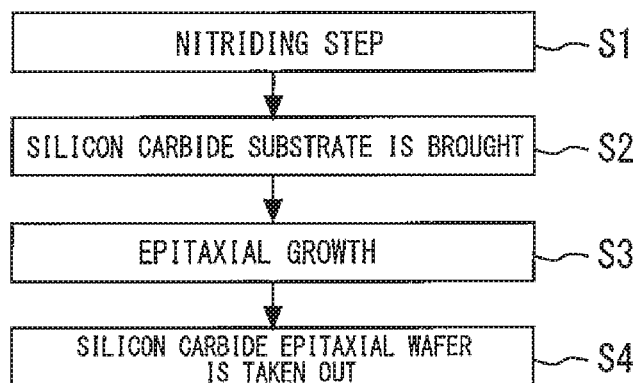 NITRIDING STEP S1
SILICON CARBIDE SUBSTRATE IS BROUGHT S2
EPITAXIAL GROWTH S3
SILICON CARBIDE EPITAXIAL WAFER
IS TAKEN OUT S4